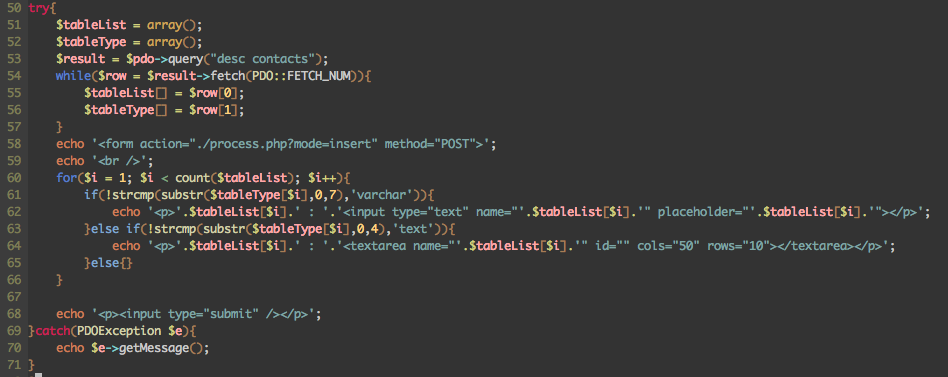 50 try{
51     $tableList = array();
52     $tableType = array();
53     $result = $pdo->query("desc contacts");
54     while($row = $result->fetch(PDO::FETCH_NUM)){
55         $tableList[] = $row[0];
56         $tableType[] = $row[1];
57     }
58     echo '<form action="./process.php?mode=insert" method="POST">';
59     echo '<br />';
60     for($i = 1; $i < count($tableList); $i++){
61         if(!strcmp(substr($tableType[$i],0,7),'varchar')){
62             echo '<p>'.$tableList[$i].' : '.'<input type="text" name="'.$tableList[$i].'" placeholder="'.$tableList[$i].'"></p>';
63         }else if(!strcmp(substr($tableType[$i],0,4),'text')){
64             echo '<p>'.$tableList[$i].' : '.'<textarea name="'.$tableList[$i].'" id="" cols="50" rows="10"></textarea></p>';
65         }else{}
66     }
67
68     echo '<p><input type="submit" /></p>';
69 }catch(PDOException $e){
70     echo $e->getMessage();
71 }